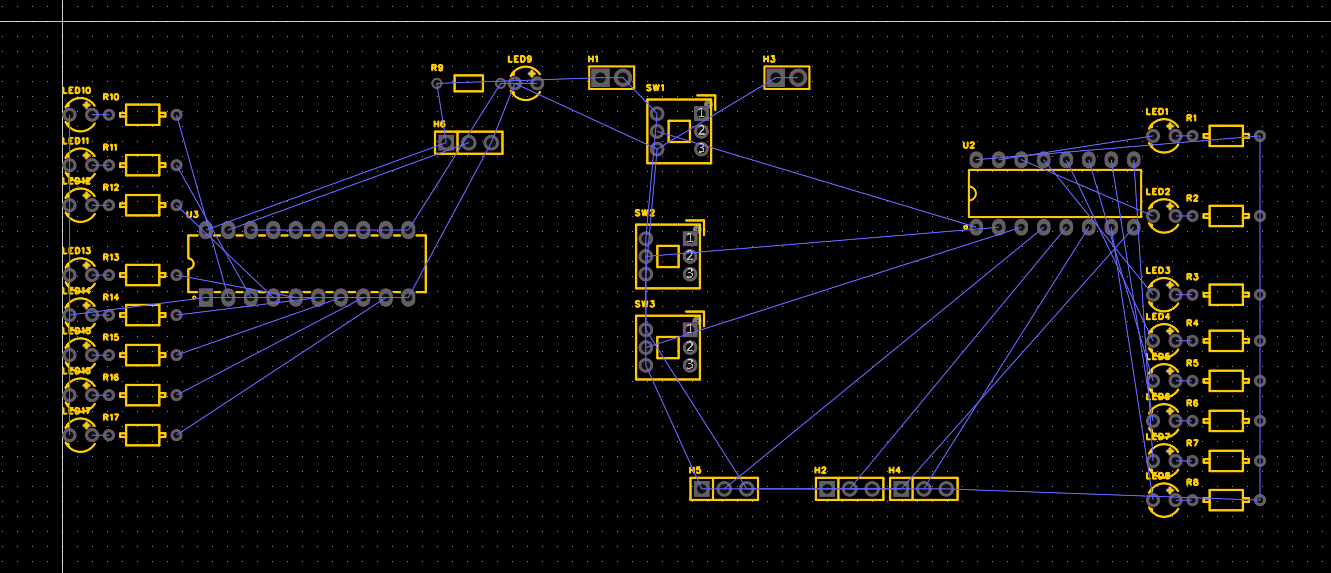 R9
LED9
H1
H3
SW1
1
2
3
H6
LED10
R10
LED11
R11
LED12
R12
U3
LED13
R13
LED14
R14
LED15
R15
LED16
R16
LED17
R17
SW2
1
2
3
SW3
1
2
3
U2
LED1
R1
LED2
R2
LED3
R3
LED4
R4
LED5
R5
LED6
R6
LED7
R7
LED8
R8
H5
H2
H4